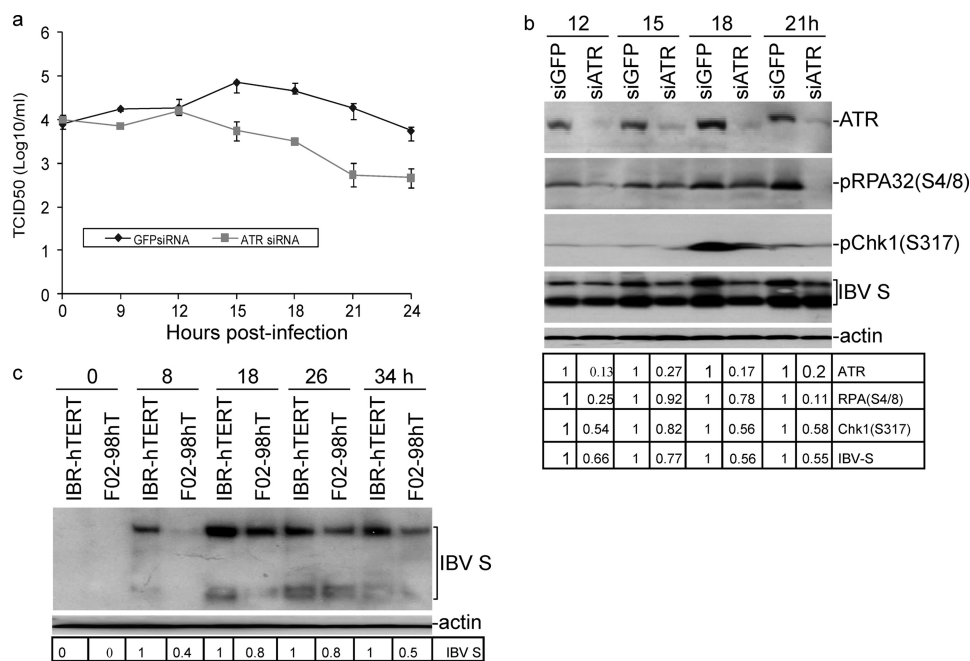 a
TCID50 (Log10/ml)
6
5
4
3
2
1
0
GFPsiRNA ATR siRNA
0 9 12 15 18 21 24
Hours post-infection
b
12 15 18 21h
siGFP siATR siGFP siATR siGFP siATR siGFP siATR
ATR
pRPA32(S4/8)
pChk1(S317)
IBV S
actin
1 0.13 1 0.27 1 0.17 1 0.2 ATR
1 0.25 1 0.92 1 0.78 1 0.11 RPA(S4/8)
1 0.54 1 0.82 1 0.56 1 0.58 Chk1(S317)
1 0.66 1 0.77 1 0.56 1 0.55 IBV-S
c
0 8 18 26 34 h
IBR-hTERT F02-98hT IBR-hTERT F02-98hT IBR-hTERT F02-98hT IBR-hTERT F02-98hT IBR-hTERT F02-98hT
IBV S
actin
0 0 1 0.4 1 0.8 1 0.8 1 0.5 IBV S